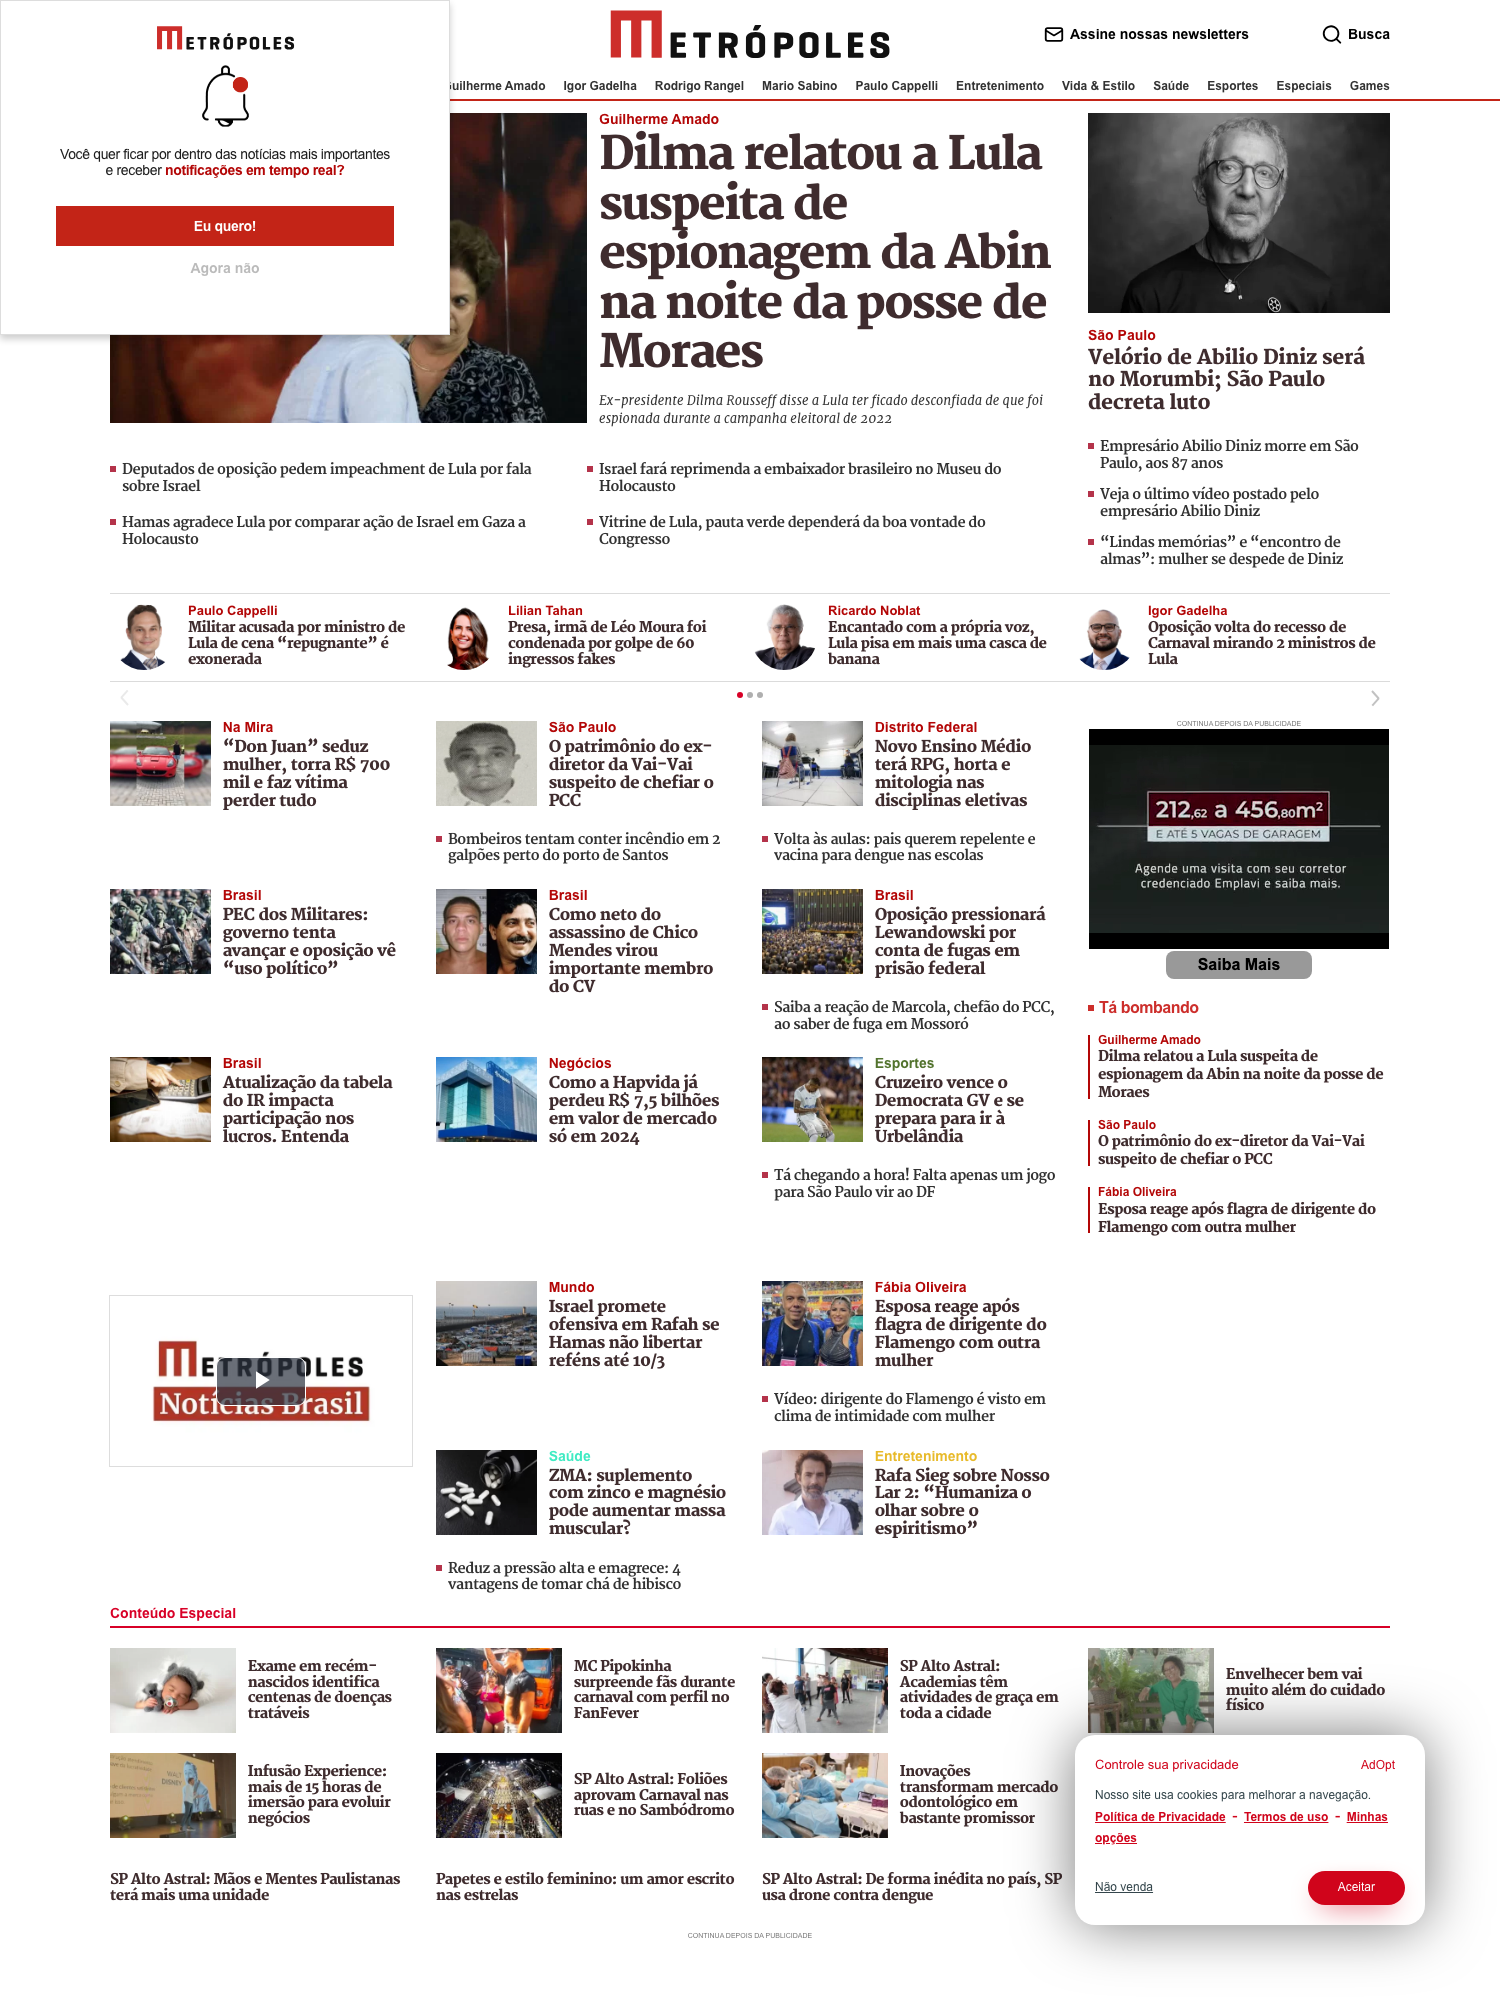 METRÓPOLES
Você quer ficar por dentro das notícias mais importantes
e receber notificações em tempo real?
Eu quero!
Agora não
METRÓPOLES
Assine nossas newsletters
Busca
Guilherme Amado Igor Gadelha Rodrigo Rangel Mario Sabino Paulo Cappelli Entretenimento Vida & Estilo Saúde Esportes Especiais Games
Guilherme Amado
Dilma relatou a Lula
suspeita de
espionagem da Abin
na noite da posse de
Moraes
Ex-presidente Dilma Rousseff disse a Lula ter ficado desconfiada de que foi
espionada durante a campanha eleitoral de 2022
Deputados de oposição pedem impeachment de Lula por fala
sobre Israel
Israel fará reprimenda a embaixador brasileiro no Museu do
Holocausto
Hamas agradece Lula por comparar ação de Israel em Gaza a
Holocausto
Vitrine de Lula, pauta verde dependerá da boa vontade do
Congresso
São Paulo
Velório de Abilio Diniz será
no Morumbi; São Paulo
decreta luto
Empresário Abilio Diniz morre em São
Paulo, aos 87 anos
Veja o último vídeo postado pelo
empresário Abilio Diniz
“Lindas memórias” e “encontro de
almas”: mulher se despede de Diniz
Paulo Cappelli
Militar acusada por ministro de
Lula de cena “repugnante” é
exonerada
Lilian Tahan
Presa, irmã de Léo Moura foi
condenada por golpe de 60
ingressos fakes
Ricardo Noblat
Encantado com a própria voz,
Lula pisa em mais uma casca de
banana
Igor Gadelha
Oposição volta do recesso de
Carnaval mirando 2 ministros de
Lula
Na Mira
“Don Juan” seduz
mulher, torra R$ 700
mil e faz vítima
perder tudo
São Paulo
O patrimônio do ex-
diretor da Vai-Vai
suspeito de chefiar o
PCC
Bombeiros tentam conter incêndio em 2
galpões perto do porto de Santos
Distrito Federal
Novo Ensino Médio
terá RPG, horta e
mitologia nas
disciplinas eletivas
Volta às aulas: pais querem repelente e
vacina para dengue nas escolas
CONTINUA DEPOIS DA PUBLICIDADE
212,62 a 456,80m²
E ATÉ 5 VAGAS DE GARAGEM
Agende uma visita com seu corretor
credenciado Emplavi e saiba mais.
Saiba Mais
Brasil
PEC dos Militares:
governo tenta
avançar e oposição vê
“uso político”
Brasil
Como neto do
assassino de Chico
Mendes virou
importante membro
do CV
Brasil
Oposição pressionará
Lewandowski por
conta de fugas em
prisão federal
Saiba a reação de Marcola, chefão do PCC,
ao saber de fuga em Mossoró
Tá bombando
Guilherme Amado
Dilma relatou a Lula suspeita de
espionagem da Abin na noite da posse de
Moraes
São Paulo
O patrimônio do ex-diretor da Vai-Vai
suspeito de chefiar o PCC
Fábia Oliveira
Esposa reage após flagra de dirigente do
Flamengo com outra mulher
Brasil
Atualização da tabela
do IR impacta
participação nos
lucros. Entenda
Negócios
Como a Hapvida já
perdeu R$ 7,5 bilhões
em valor de mercado
só em 2024
Esportes
Cruzeiro vence o
Democrata GV e se
prepara para ir à
Urbelândia
Tá chegando a hora! Falta apenas um jogo
para São Paulo vir ao DF
METRÓPOLES
Notícias Brasil
Mundo
Israel promete
ofensiva em Rafah se
Hamas não libertar
reféns até 10/3
Fábia Oliveira
Esposa reage após
flagra de dirigente do
Flamengo com outra
mulher
Vídeo: dirigente do Flamengo é visto em
clima de intimidade com mulher
Saúde
ZMA: suplemento
com zinco e magnésio
pode aumentar massa
muscular?
Reduz a pressão alta e emagrece: 4
vantagens de tomar chá de hibisco
Entretenimento
Rafa Sieg sobre Nosso
Lar 2: “Humaniza o
olhar sobre o
espiritismo”
Conteúdo Especial
Exame em recém-
nascidos identifica
centenas de doenças
tratáveis
MC Pipokinha
surpreende fãs durante
carnaval com perfil no
FanFever
SP Alto Astral:
Academias têm
atividades de graça em
toda a cidade
Envelhecer bem vai
muito além do cuidado
físico
WALT
DISNEY
Infusão Experience:
mais de 15 horas de
imersão para evoluir
negócios
SP Alto Astral: Foliões
aprovam Carnaval nas
ruas e no Sambódromo
Inovações
transformam mercado
odontológico em
bastante promissor
SP Alto Astral: Mãos e Mentes Paulistanas
terá mais uma unidade
Papetes e estilo feminino: um amor escrito
nas estrelas
SP Alto Astral: De forma inédita no país, SP
usa drone contra dengue
Controle sua privacidade
AdOpt
Nosso site usa cookies para melhorar a navegação.
Política de Privacidade - Termos de uso - Minhas
opções
Não venda
Aceitar
CONTINUA DEPOIS DA PUBLICIDADE